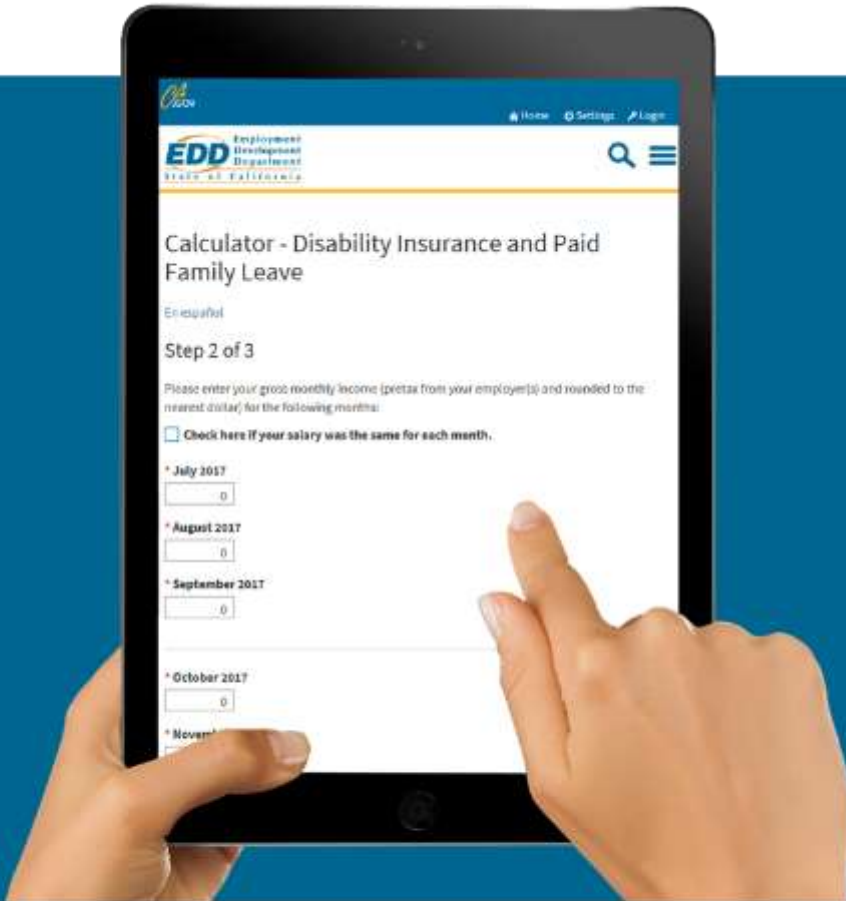 CA
.GOV
Home Settings Login
EDD Employment
Development
Department
State of California
Calculator - Disability Insurance and Paid
Family Leave
En español
Step 2 of 3
Please enter your gross monthly income (pretax from your employer(s) and rounded to the
nearest dollar) for the following months:
Check here if your salary was the same for each month.
* July 2017
0
* August 2017
0
* September 2017
0
* October 2017
0
* Novem